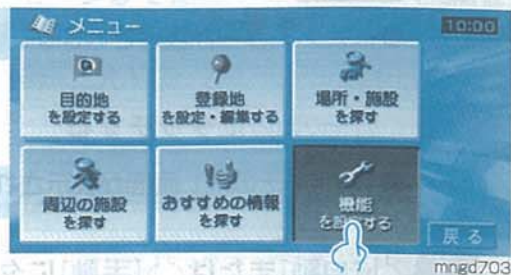 メニュー
10:00
目的地
を設定する
登録地
を設定・編集する
場所・施設
を探す
周辺の施設
を探す
おすすめの情報
を探す
機能
を設定する
戻る
mngd703